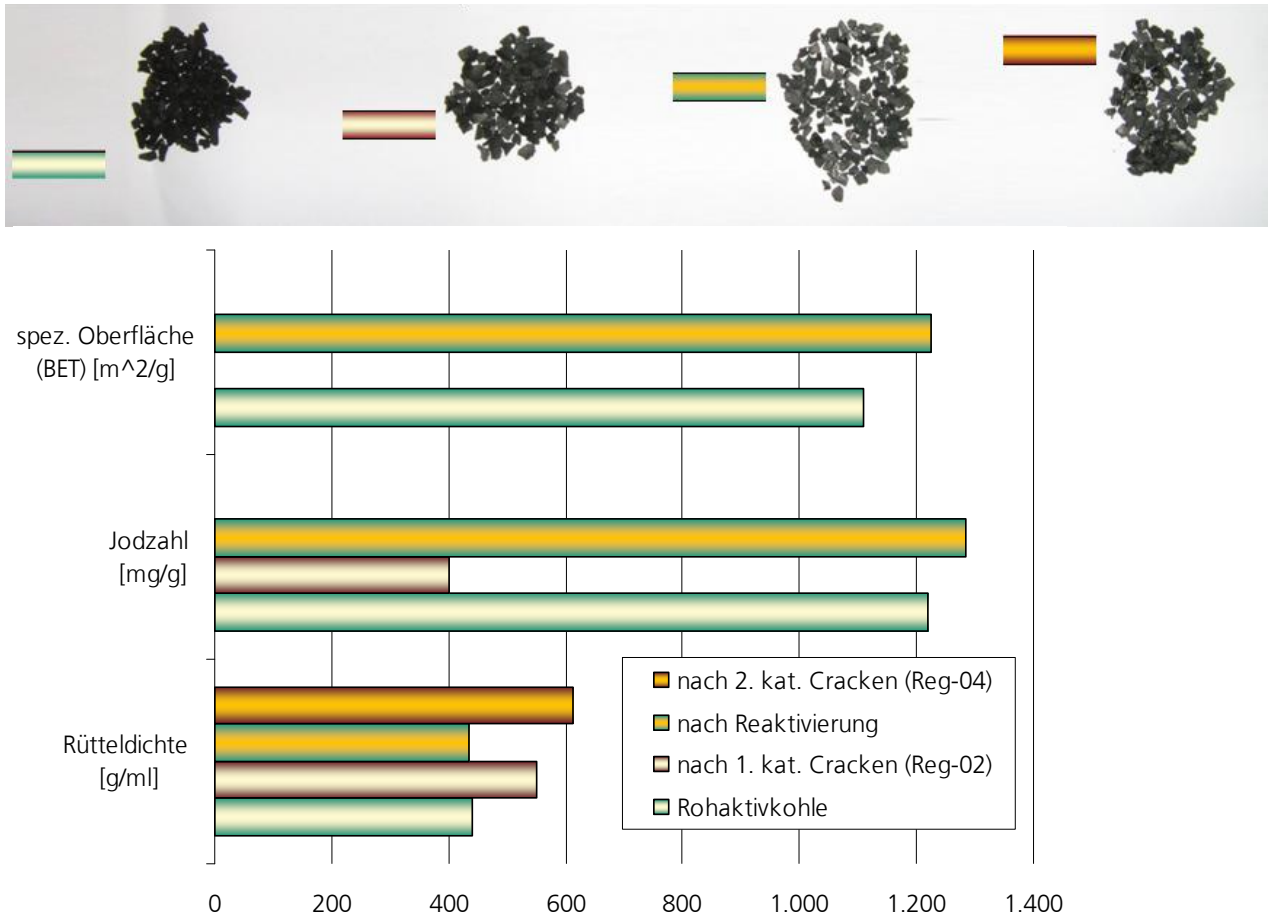 spez. Oberfläche
(BET) [m^2/g]
Jodzahl
[mg/g]
Rütteldichte
[g/ml]
nach 2. kat. Cracken (Reg-04)
nach Reaktivierung
nach 1. kat. Cracken (Reg-02)
Rohaktivkohle
0 200 400 600 800 1.000 1.200 1.400